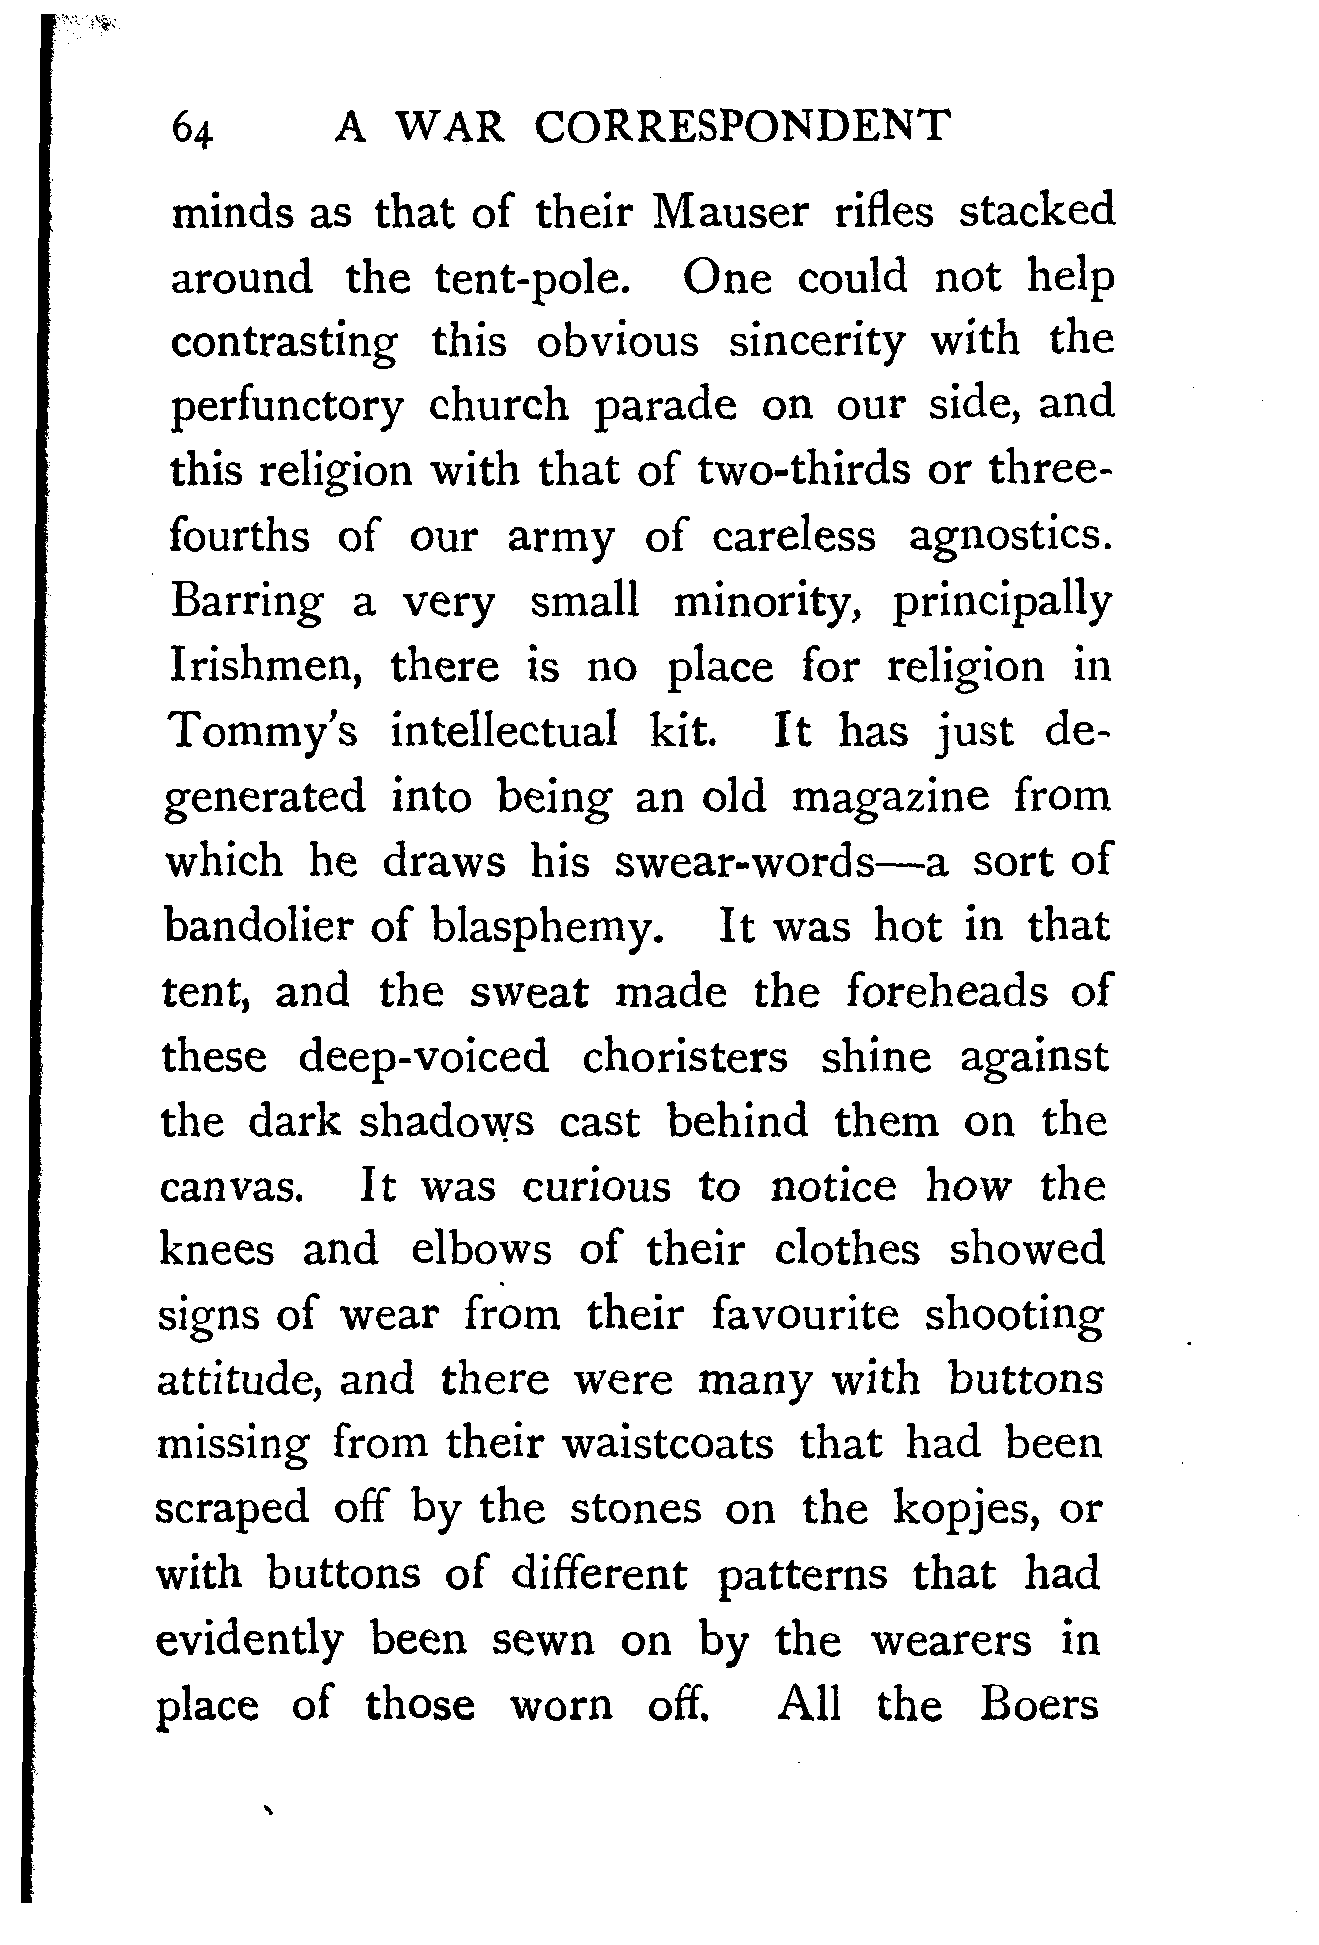 64 A WAR CORRESPONDENT
minds as that of their Mauser rifles stacked
around the tent-pole. One could not help
contrasting this obvious sincerity with the
perfunctory church parade on our side, and
this religion with that of two-thirds or three-
fourths of our army of careless agnostics.
Barring a very small minority, principally
Irishmen, there is no place for religion in
Tommy's intellectual kit. It has just de-
generated into being an old magazine from
which he draws his swear-words—a sort of
bandolier of blasphemy. It was hot in that
tent, and the sweat made the foreheads of
these deep-voiced choristers shine against
the dark shadows cast behind them on the
canvas. It was curious to notice how the
knees and elbows of their clothes showed
signs of wear from their favourite shooting
attitude, and there were many with buttons
missing from their waistcoats that had been
scraped off by the stones on the kopjes, or
with buttons of different patterns that had
evidently been sewn on by the wearers in
place of those worn off. All the Boers